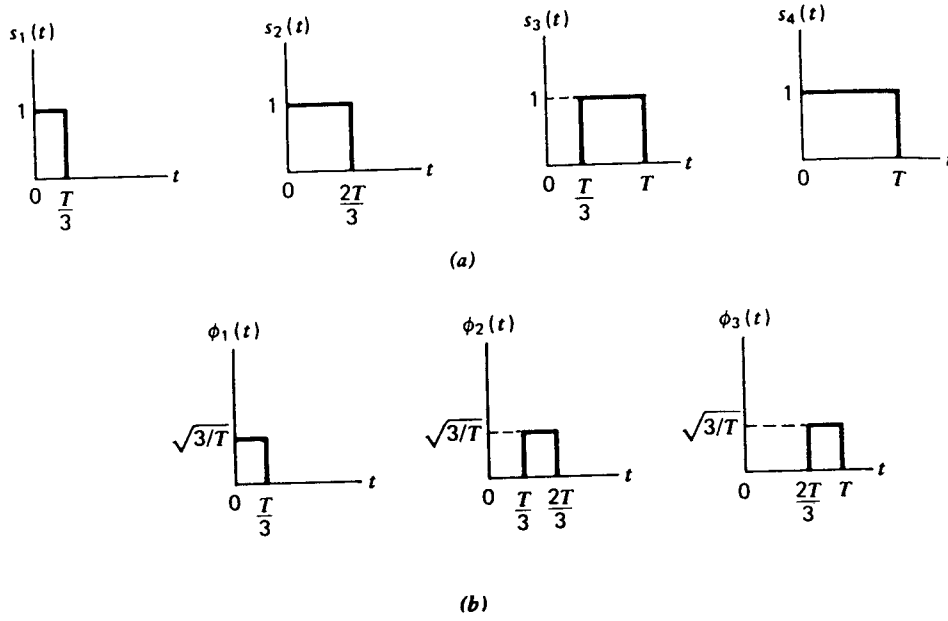 s₁(t) s₂(t) s₃(t) s₄(t)
1 1 1 1
t t t t
0 T/3 0 2T/3 0 T/3 T 0 T
(a)
ϕ₁(t) ϕ₂(t) ϕ₃(t)
√3/T √3/T √3/T
t t t
0 T/3 0 T/3 2T/3 0 2T/3 T
(b)